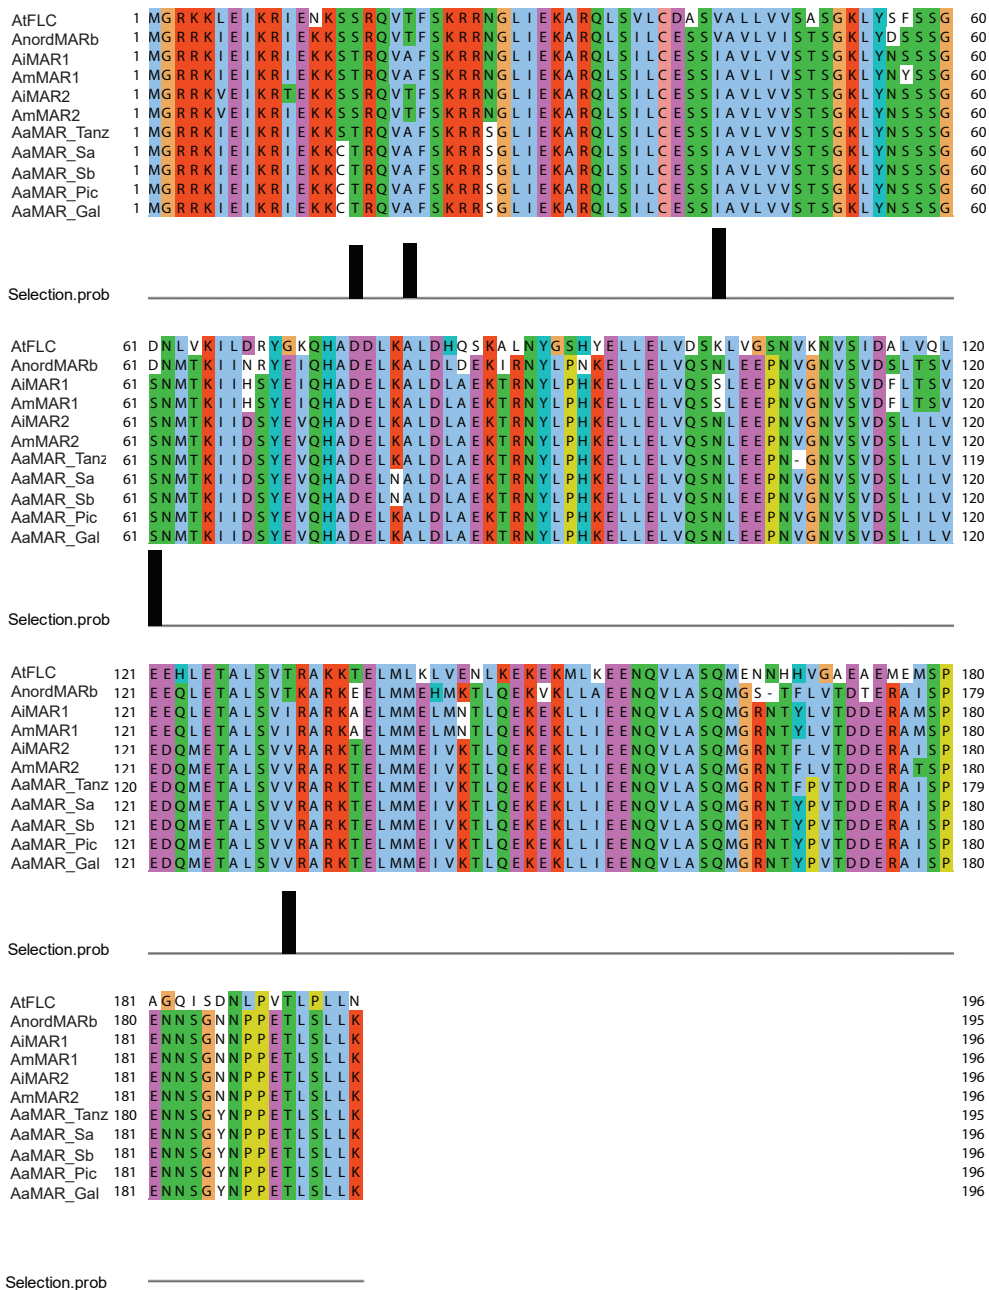 AtFLC 1 MGRKKLEIKRIENKSSRQVTFSKRRNGLIEKARQLSVLCDASVALLVVSASGKLYSFSSG 60
AnordMARb 1 MGRRKIEIKRIEKKSSRQVTFSKRRNGLIEKARQLSILCESSVAVLVISTSGKLYDSSSG 60
AiMAR1 1 MGRRKIEIKRIEKKSTRQVAFSKRRNGLIEKARQLSILCESSIAVLVISTSGKLYNSSSG 60
AmMAR1 1 MGRRKIEIKRIEKKSTRQVAFSKRRNGLIEKARQLSILCESSIAVLIVSTSGKLYNYSSG 60
AiMAR2 1 MGRRKVEIKRTEKKSSRQVTFSKRRNGLIEKARQLSILCESSIAVLVVSTSGKLYNSSSG 60
AmMAR2 1 MGRRKVEIKRIEKKSSRQVTFSKRRNGLIEKARQLSILCESSIAVLVVSTSGKLYNSSSG 60
AaMAR_Tanz 1 MGRRKIEIKRIEKKSTRQVAFSKRRSGLIEKARQLSILCESSIAVLVVSTSGKLYNSSSG 60
AaMAR_Sa 1 MGRRKIEIKRIEKKCTRQVAFSKRRSGLIEKARQLSILCESSIAVLVVSTSGKLYNSSSG 60
AaMAR_Sb 1 MGRRKIEIKRIEKKCTRQVAFSKRRSGLIEKARQLSILCESSIAVLVVSTSGKLYNSSSG 60
AaMAR_Pic 1 MGRRKIEIKRIEKKCTRQVAFSKRRSGLIEKARQLSILCESSIAVLVVSTSGKLYNSSSG 60
AaMAR_Gal 1 MGRRKIEIKRIEKKCTRQVAFSKRRSGLIEKARQLSILCESSIAVLVVSTSGKLYNSSSG 60
Selection.prob
AtFLC 61 DNLVKILDRYGKQHADDLKALDHQSKALNYGSHYELLELVDSKLVGSNVKNVSIDALVQL 120
AnordMARb 61 DNMTKIINRYEIQHADELKALDLDEKIRNYLPNKELLELVQSNLEEPNVGNVSVDSLTSV 120
AiMAR1 61 SNMTKIIHSYEIQHADELKALDLAEKTRNYLPHKELLELVQSSLEEPNVGNVSVDFLTSV 120
AmMAR1 61 SNMTKIIHSYEIQHADELKALDLAEKTRNYLPHKELLELVQSSLEEPNVGNVSVDFLTSV 120
AiMAR2 61 SNMTKIIDSYEVQHADELKALDLAEKTRNYLPHKELLELVQSNLEEPNVGNVSVDSLILV 120
AmMAR2 61 SNMTKIIDSYEVQHADELKALDLAEKTRNYLPHKELLELVQSNLEEPNVGNVSVDSLILV 120
AaMAR_Tanz 61 SNMTKIIDSYEVQHADELKALDLAEKTRNYLPHKELLELVQSNLEEPN-GNVSVDSLILV 119
AaMAR_Sa 61 SNMTKIIDSYEVQHADELNALDLAEKTRNYLPHKELLELVQSNLEEPNVGNVSVDSLILV 120
AaMAR_Sb 61 SNMTKIIDSYEVQHADELNALDLAEKTRNYLPHKELLELVQSNLEEPNVGNVSVDSLILV 120
AaMAR_Pic 61 SNMTKIIDSYEVQHADELKALDLAEKTRNYLPHKELLELVQSNLEEPNVGNVSVDSLILV 120
AaMAR_Gal 61 SNMTKIIDSYEVQHADELKALDLAEKTRNYLPHKELLELVQSNLEEPNVGNVSVDSLILV 120
Selection.prob
AtFLC 121 EEHLETALSVTRAKKTELMLKLVENLKEKEKMLKEENQVLASQMENNHHVGAEAEMEMSP 180
AnordMARb 121 EEQLETALSVTKARKEELMMEHMKTLQEKVKLLAEENQVLASQMGS-TFLVTDTERAISP 179
AiMAR1 121 EEQLETALSVIRARKAELMMELMNTLQEKEKLLIEENQVLASQMGRNTYLVTDDERAMSP 180
AmMAR1 121 EEQLETALSVIRARKAELMMELMNTLQEKEKLLIEENQVLASQMGRNTYLVTDDERAMSP 180
AiMAR2 121 EDQMETALSVVRARKTELMMEIVKTLQEKEKLLIEENQVLASQMGRNTFLVTDDERAISP 180
AmMAR2 121 EDQMETALSVVRARKTELMMEIVKTLQEKEKLLIEENQVLASQMGRNTFLVTDDERATSP 180
AaMAR_Tanz 120 EDQMETALSVVRARKTELMMEIVKTLQEKEKLLIEENQVLASQMGRNTFPVTDDERAISP 179
AaMAR_Sa 121 EDQMETALSVVRARKTELMMEIVKTLQEKEKLLIEENQVLASQMGRNTYPVTDDERAISP 180
AaMAR_Sb 121 EDQMETALSVVRARKTELMMEIVKTLQEKEKLLIEENQVLASQMGRNTYPVTDDERAISP 180
AaMAR_Pic 121 EDQMETALSVVRARKTELMMEIVKTLQEKEKLLIEENQVLASQMGRNTYPVTDDERAISP 180
AaMAR_Gal 121 EDQMETALSVVRARKTELMMEIVKTLQEKEKLLIEENQVLASQMGRNTYPVTDDERAISP 180
Selection.prob
AtFLC 181 AGQISDNLPVTLPLLN 196
AnordMARb 180 ENNSGNNPPETLSLLK 195
AiMAR1 181 ENNSGNNPPETLSLLK 196
AmMAR1 181 ENNSGNNPPETLSLLK 196
AiMAR2 181 ENNSGNNPPETLSLLK 196
AmMAR2 181 ENNSGNNPPETLSLLK 196
AaMAR_Tanz 180 ENNSGYNPPETLSLLK 195
AaMAR_Sa 181 ENNSGYNPPETLSLLK 196
AaMAR_Sb 181 ENNSGYNPPETLSLLK 196
AaMAR_Pic 181 ENNSGYNPPETLSLLK 196
AaMAR_Gal 181 ENNSGYNPPETLSLLK 196
Selection.prob